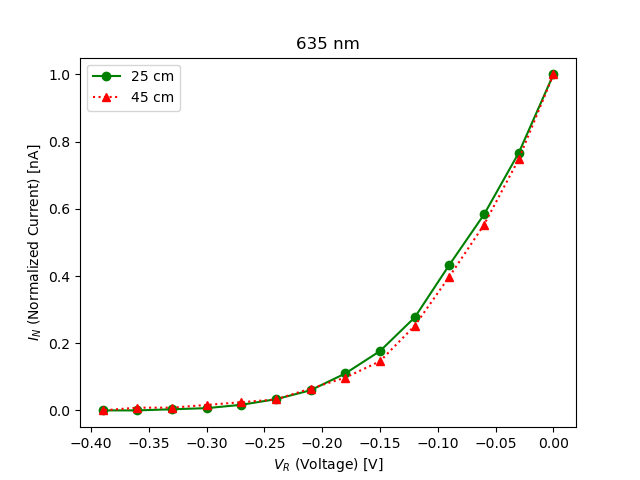 635 nm
25 cm
45 cm
1.0
0.8
0.6
0.4
0.2
0.0
I_N (Normalized Current) [nA]
−0.40 −0.35 −0.30 −0.25 −0.20 −0.15 −0.10 −0.05 0.00
V_R (Voltage) [V]